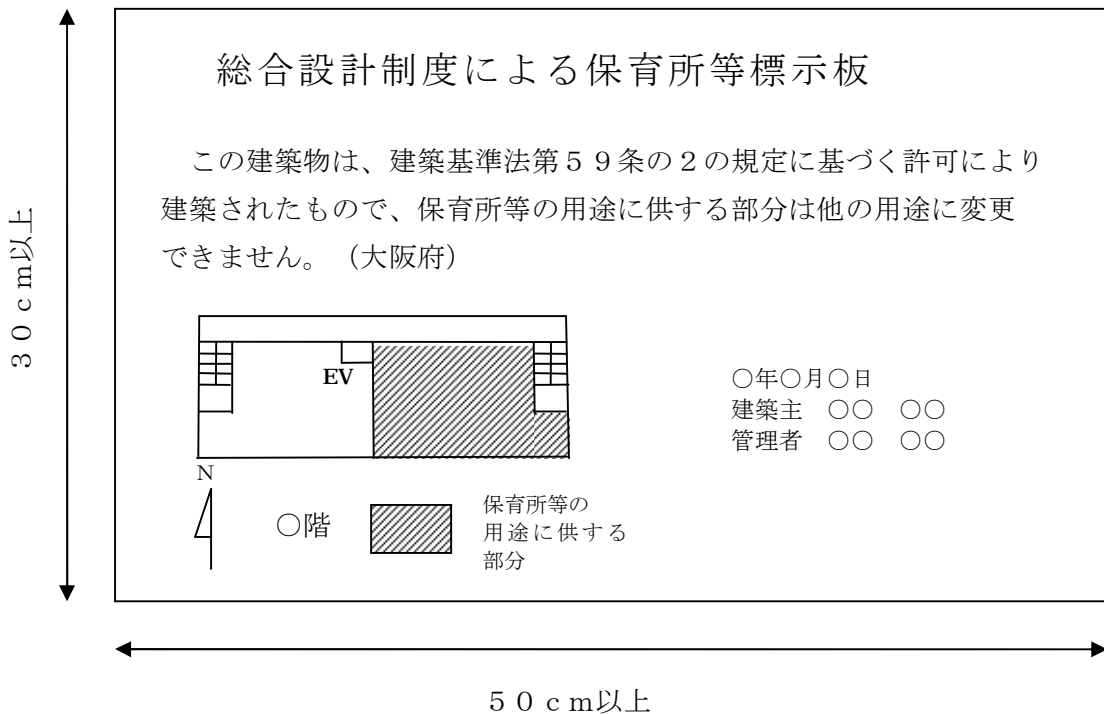 総合設計制度による保育所等標示板
この建築物は、建築基準法第５９条の２の規定に基づく許可により
建築されたもので、保育所等の用途に供する部分は他の用途に変更
できません。（大阪府）
３０ｃｍ以上
EV
○年○月○日
建築主　○○　○○
管理者　○○　○○
N
○階
保育所等の
用途に供する
部分
５０ｃｍ以上